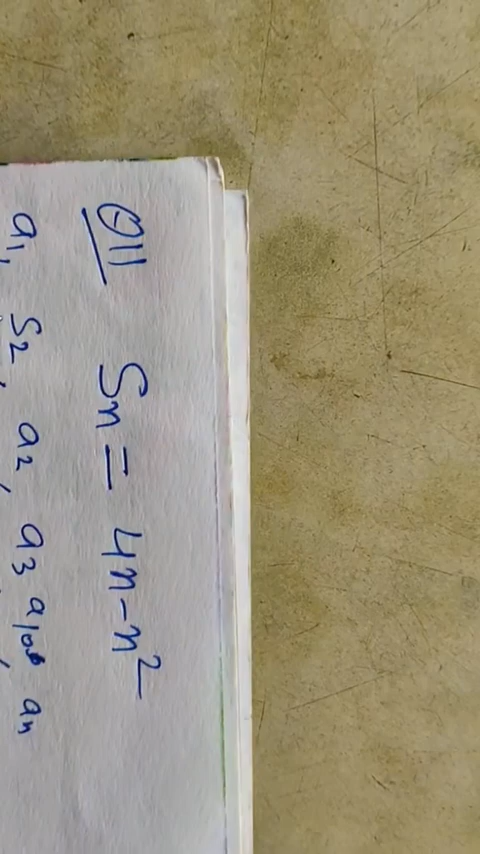 Q11 Sn = 4n-n²
a1, S2, a2, a3 a10, an